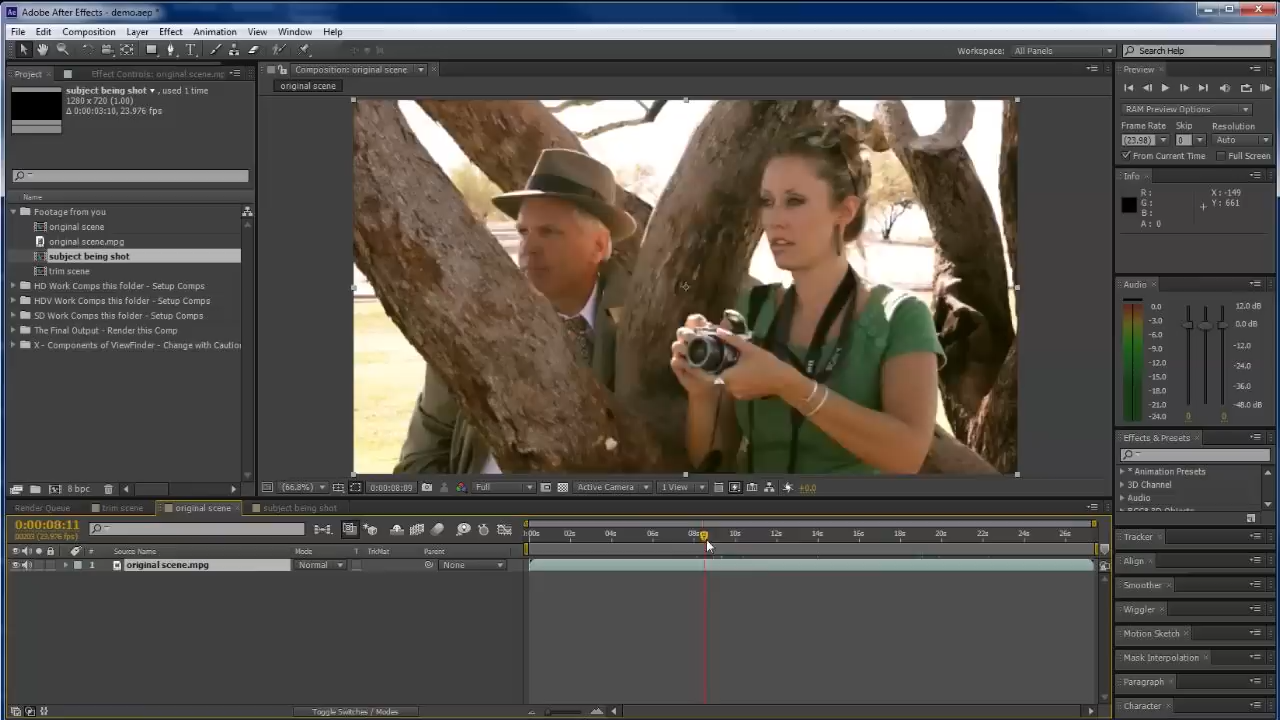 Adobe After Effects - demo.aep *
File Edit Composition Layer Effect Animation View Window Help
Workspace: All Panels Search Help
Project Effect Controls: original scene.mp
Composition: original scene
Preview
subject being shot , used 1 time
1280 x 720 (1.00)
Δ 0:00:03:10, 23.976 fps
original scene
RAM Preview Options
Frame Rate Skip Resolution
(23.98) 0 Auto
From Current Time Full Screen
Info
R :
G :
B :
A : 0
X : -149
Y : 661
Name
Footage from you
original scene
original scene.mpg
subject being shot
trim scene
HD Work Comps this folder - Setup Comps
HDV Work Comps this folder - Setup Comps
SD Work Comps this folder - Setup Comps
The Final Output - Render this Comp
X - Components of ViewFinder - Change with Cautio
Audio
0.0
-3.0
-6.0
-9.0
-12.0
-15.0
-18.0
-21.0
-24.0
12.0 dB
0.0 dB
-12.0
-24.0
-36.0
-48.0 dB
0 0
Effects & Presets
* Animation Presets
3D Channel
Audio
8 bpc
(66.8%) 0:00:08:09 Full Active Camera 1 View +0.0
Render Queue trim scene original scene subject being shot
0:00:08:11
00203 (23.976 fps)
:00s 02s 04s 06s 08s 10s 12s 14s 16s 18s 20s 22s 24s 26s
# Source Name Mode T TrkMat Parent
1 original scene.mpg Normal None
Toggle Switches / Modes
Tracker
Align
Smoother
Wiggler
Motion Sketch
Mask Interpolation
Paragraph
Character